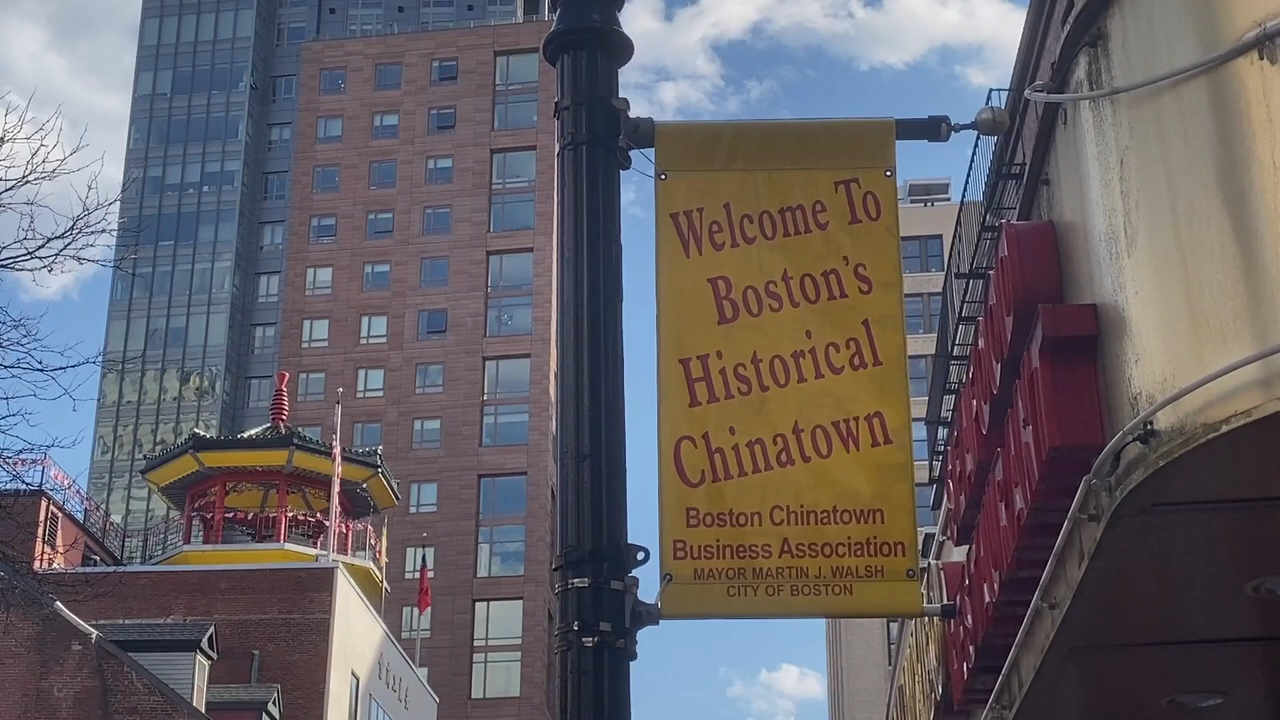 Welcome To
Boston's
Historical
Chinatown
Boston Chinatown
Business Association
MAYOR MARTIN J. WALSH
CITY OF BOSTON